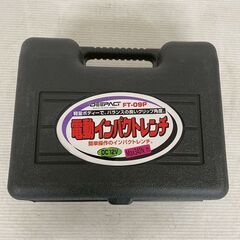 COMPACT FT-09P
軽量ボディーで、バランスの良いグリップ角度
電動インパクトレンチ
簡単操作のインパクトレンチ。
DC12V